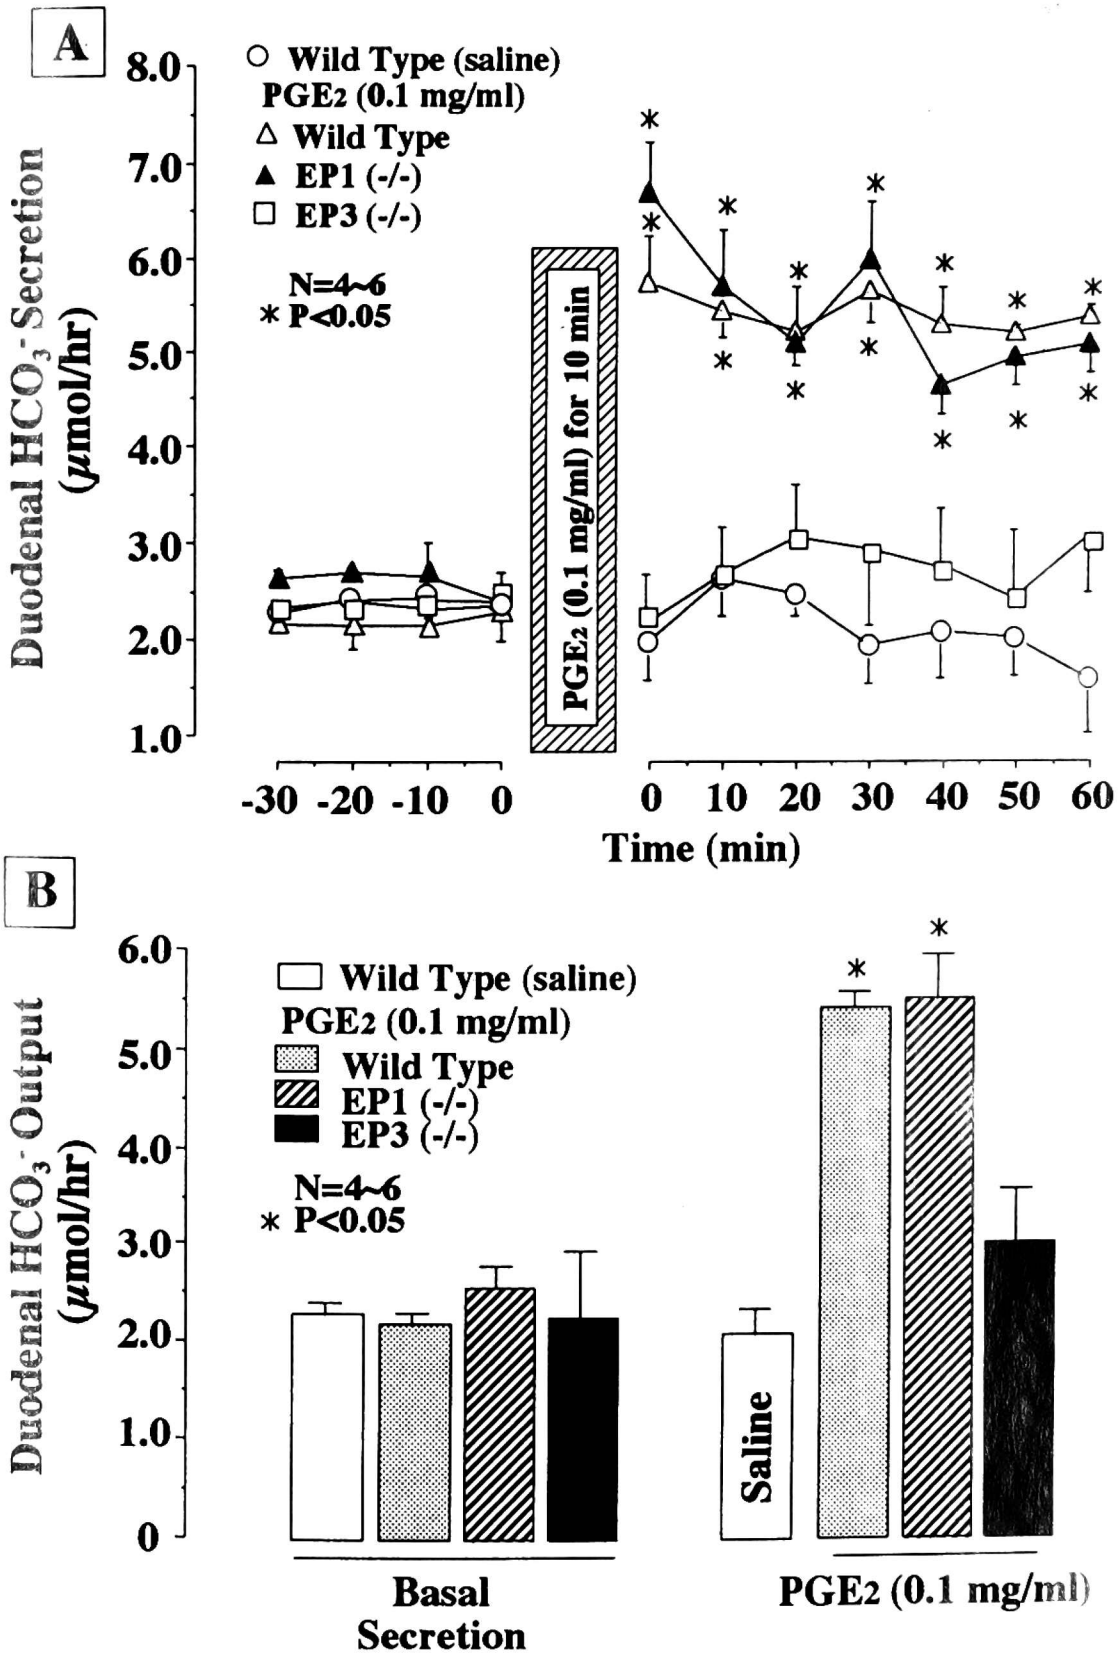 A
Duodenal HCO₃⁻ Secretion
(µmol/hr)
8.0
7.0
6.0
5.0
4.0
3.0
2.0
1.0
Wild Type (saline)
PGE₂ (0.1 mg/ml)
Wild Type
EP1 (-/-)
EP3 (-/-)
N=4~6
* P<0.05
PGE₂ (0.1 mg/ml) for 10 min
* * * * * * *
* * * * * * *
-30 -20 -10 0 0 10 20 30 40 50 60
Time (min)
B
Duodenal HCO₃⁻ Output
(µmol/hr)
6.0
5.0
4.0
3.0
2.0
1.0
0
Wild Type (saline)
PGE₂ (0.1 mg/ml)
Wild Type
EP1 (-/-)
EP3 (-/-)
N=4~6
* P<0.05
* *
Saline
Basal
Secretion
PGE₂ (0.1 mg/ml)